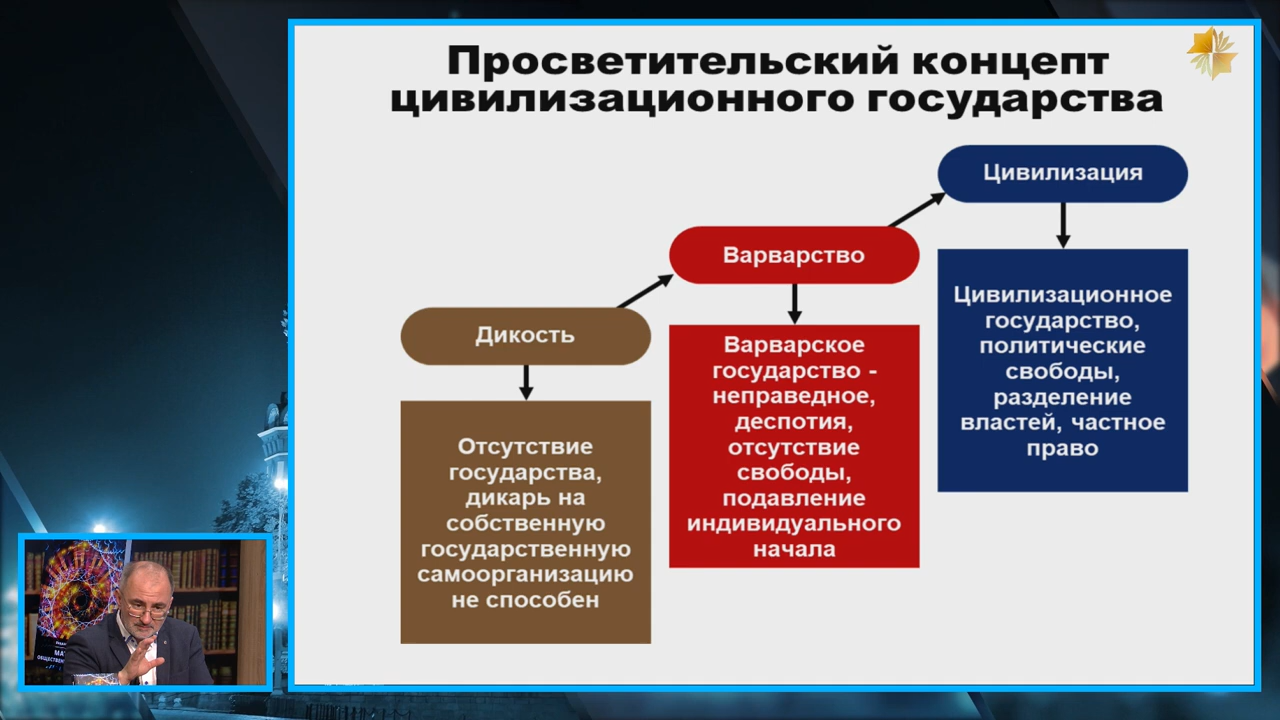 Просветительский концепт
цивилизационного государства
Цивилизация
Варварство
Дикость
Цивилизационное
государство,
политические
свободы,
разделение
властей, частное
право
Варварское
государство -
неправедное,
деспотия,
отсутствие
свободы,
подавление
индивидуального
начала
Отсутствие
государства,
дикарь на
собственную
государственную
самоорганизацию
не способен